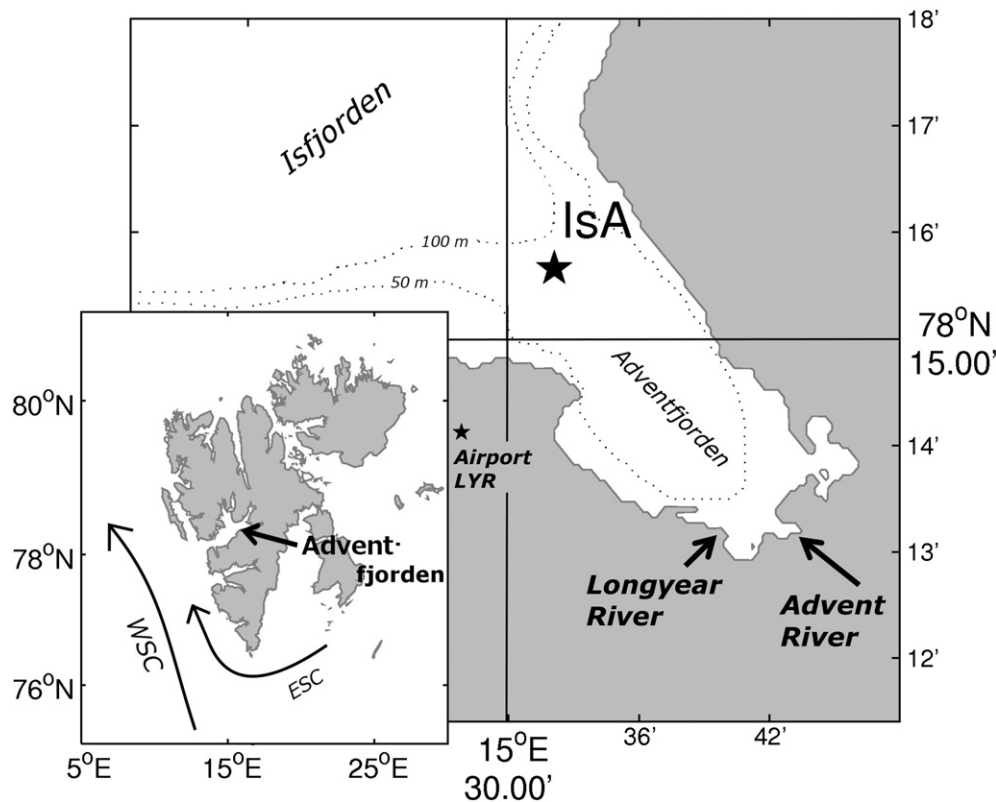 18'
17'
Isfjorden
16'
IsA
100 m
50 m
78°N
15.00'
Adventfjorden
14'
Airport
LYR
13'
Longyear
River
Advent
River
12'
80°N
78°N
76°N
Advent-
fjorden
WSC
ESC
5°E
15°E
25°E
15°E
30.00'
36'
42'